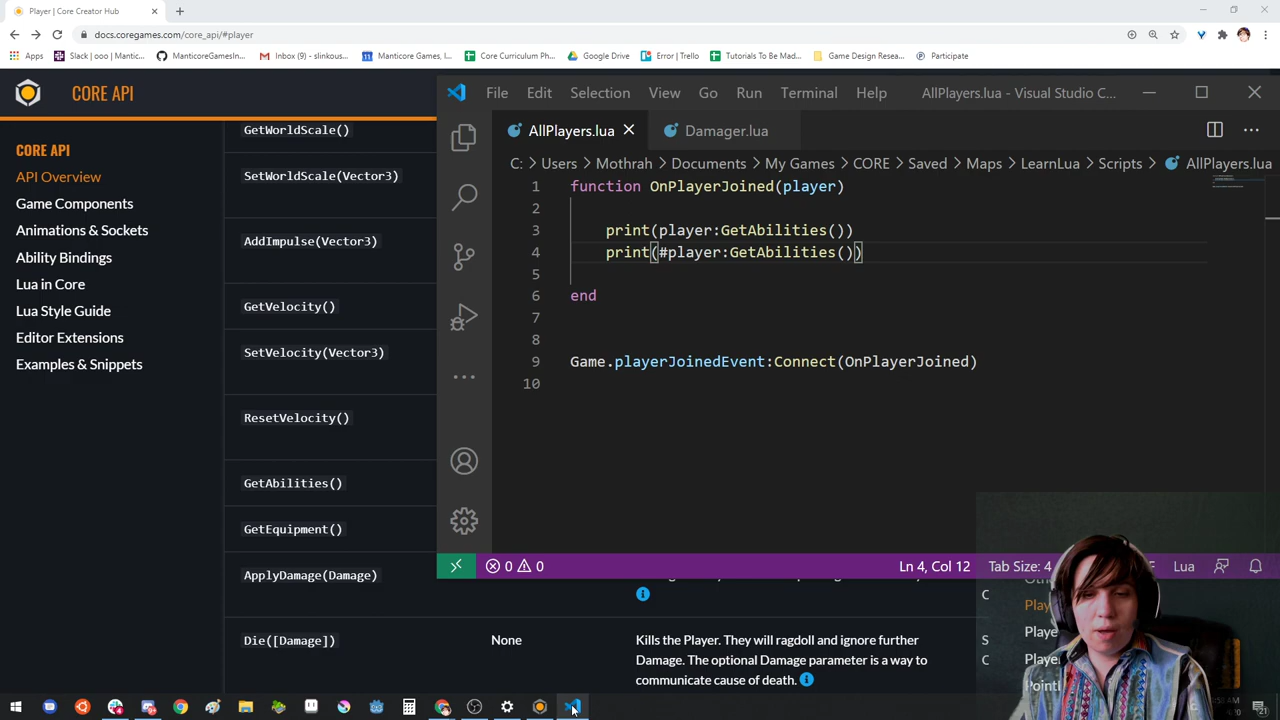 Player | Core Creator Hub
docs.coregames.com/core_api/#player
Apps
Slack | ooo | Mantic...
ManticoreGamesIn...
Inbox (9) - slinkous...
Manticore Games, I...
Core Curriculum Ph...
Google Drive
Error | Trello
Tutorials To Be Mad...
Game Design Resea...
Participate
CORE API
CORE API
API Overview
Game Components
Animations & Sockets
Ability Bindings
Lua in Core
Lua Style Guide
Editor Extensions
Examples & Snippets
GetWorldScale()
SetWorldScale(Vector3)
AddImpulse(Vector3)
GetVelocity()
SetVelocity(Vector3)
ResetVelocity()
GetAbilities()
GetEquipment()
ApplyDamage(Damage)
Die([Damage])
None
Kills the Player. They will ragdoll and ignore further
Damage. The optional Damage parameter is a way to
communicate cause of death.
File Edit Selection View Go Run Terminal Help AllPlayers.lua - Visual Studio C...
AllPlayers.lua
Damager.lua
C: > Users > Mothrah > Documents > My Games > CORE > Saved > Maps > LearnLua > Scripts > AllPlayers.lua
1 function OnPlayerJoined(player)
2
3 print(player:GetAbilities())
4 print(#player:GetAbilities())
5
6 end
7
8
9 Game.playerJoinedEvent:Connect(OnPlayerJoined)
10
0 0
Ln 4, Col 12 Tab Size: 4
Lua
21